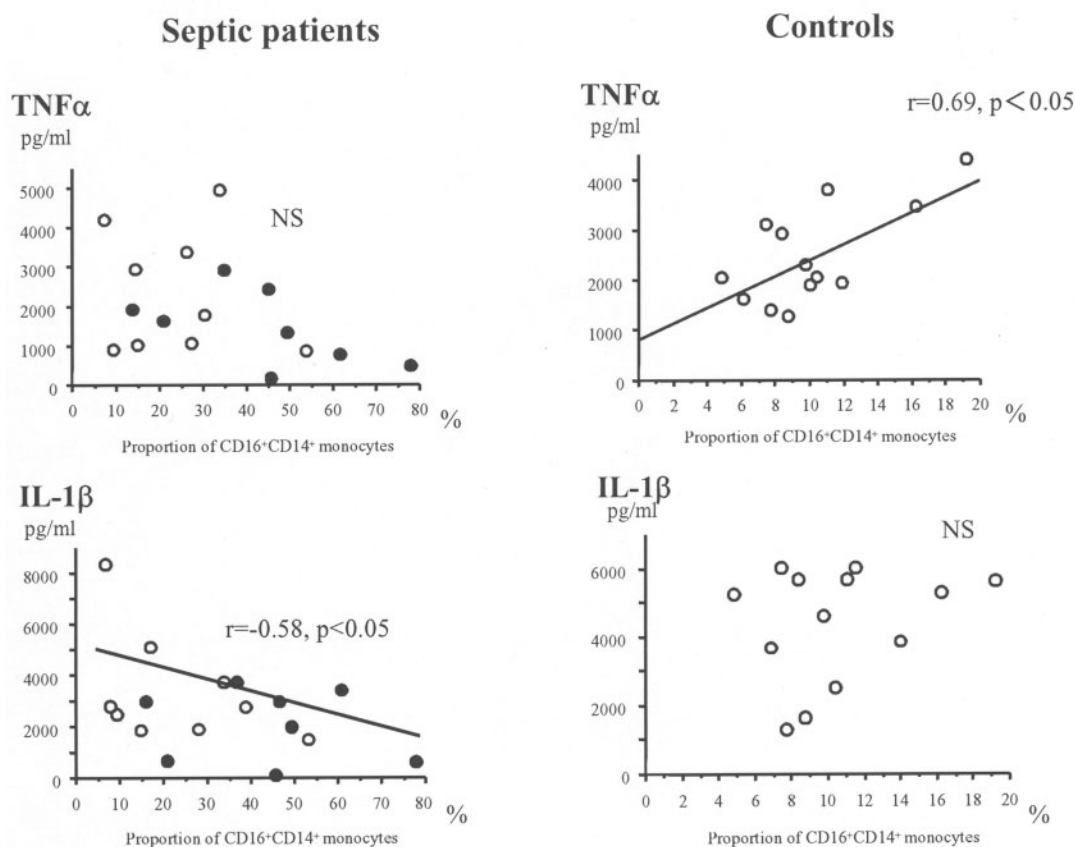 Septic patients
Controls
TNFα
pg/ml
5000
4000
3000
2000
1000
0
NS
0 10 20 30 40 50 60 70 80 %
Proportion of CD16⁺CD14⁺ monocytes
TNFα
pg/ml
r=0.69, p<0.05
4000
3000
2000
1000
0
0 2 4 6 8 10 12 14 16 18 20 %
Proportion of CD16⁺CD14⁺ monocytes
IL-1β
pg/ml
8000
6000
4000
2000
0
r=-0.58, p<0.05
0 10 20 30 40 50 60 70 80 %
Proportion of CD16⁺CD14⁺ monocytes
IL-1β
pg/ml
NS
6000
4000
2000
0
0 2 4 6 8 10 12 14 16 18 20 %
Proportion of CD16⁺CD14⁺ monocytes